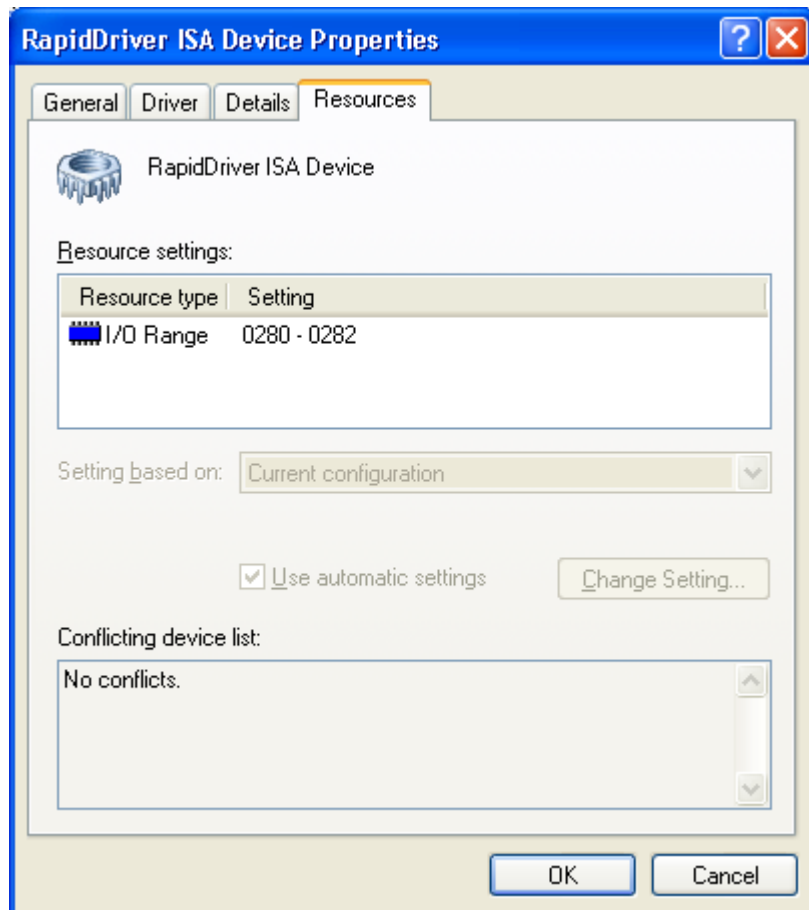 RapidDriver ISA Device Properties
General Driver Details Resources
RapidDriver ISA Device
Resource settings:
Resource type Setting
I/O Range 0280 - 0282
Setting based on: Current configuration
Use automatic settings Change Setting...
Conflicting device list:
No conflicts.
OK Cancel